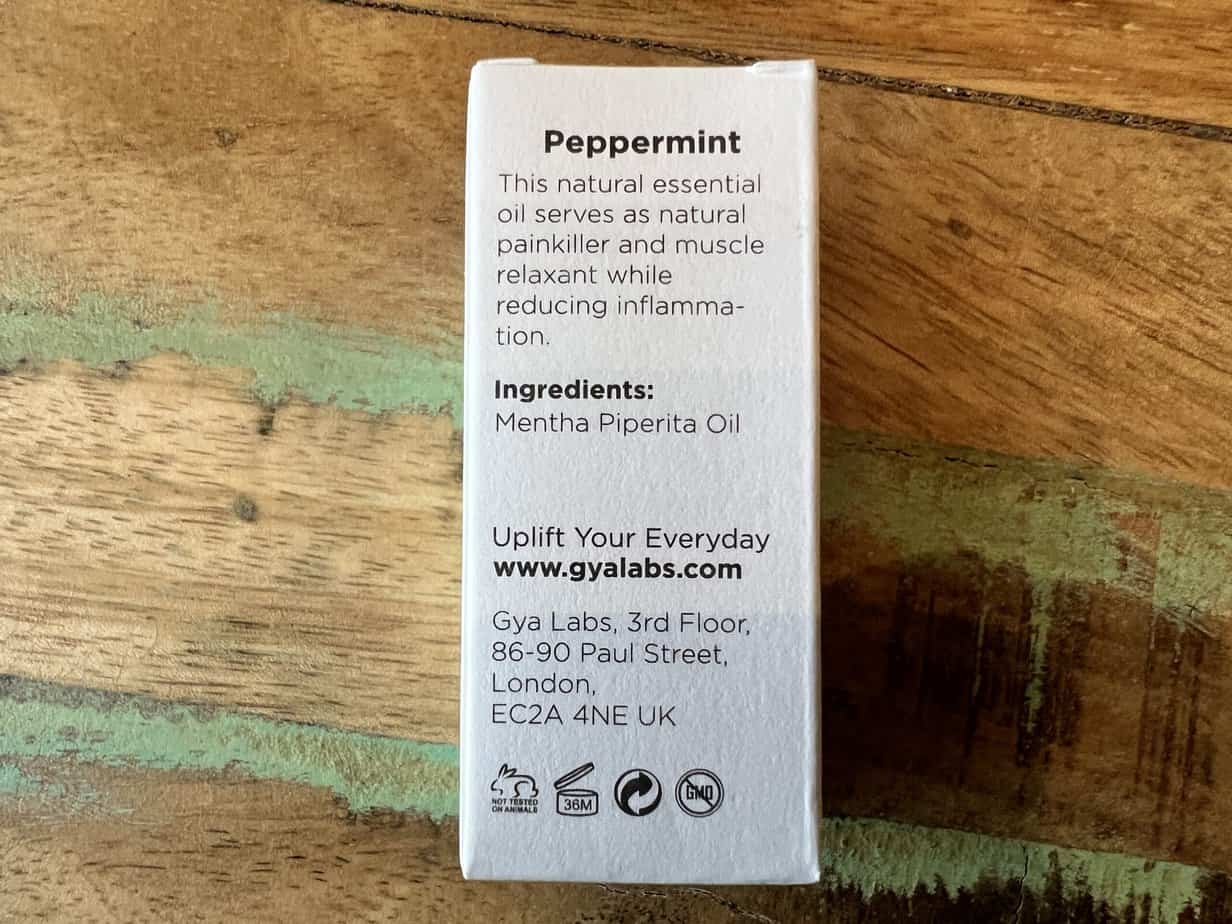 Peppermint
This natural essential
oil serves as natural
painkiller and muscle
relaxant while
reducing inflamma-
tion.
Ingredients:
Mentha Piperita Oil
Uplift Your Everyday
www.gyalabs.com
Gya Labs, 3rd Floor,
86-90 Paul Street,
London,
EC2A 4NE UK
NOT TESTED
ON ANIMALS
36M
GMO